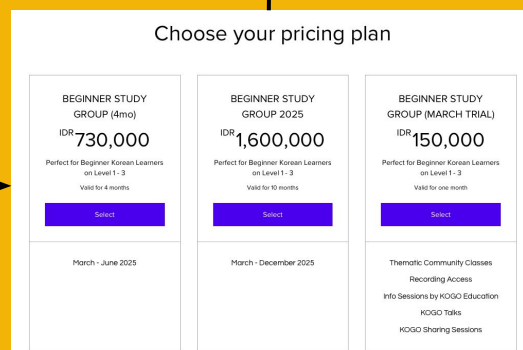 Choose your pricing plan
BEGINNER STUDY
GROUP (4mo)
IDR730,000
Perfect for Beginner Korean Learners
on Level 1 - 3
Valid for 4 months
Select
March - June 2025
BEGINNER STUDY
GROUP 2025
IDR1,600,000
Perfect for Beginner Korean Learners
on Level 1 - 3
Valid for 10 months
Select
March - December 2025
BEGINNER STUDY
GROUP (MARCH TRIAL)
IDR150,000
Perfect for Beginner Korean Learners
on Level 1 - 3
Valid for one month
Select
Thematic Community Classes
Recording Access
Info Sessions by KOGO Education
KOGO Talks
KOGO Sharing Sessions